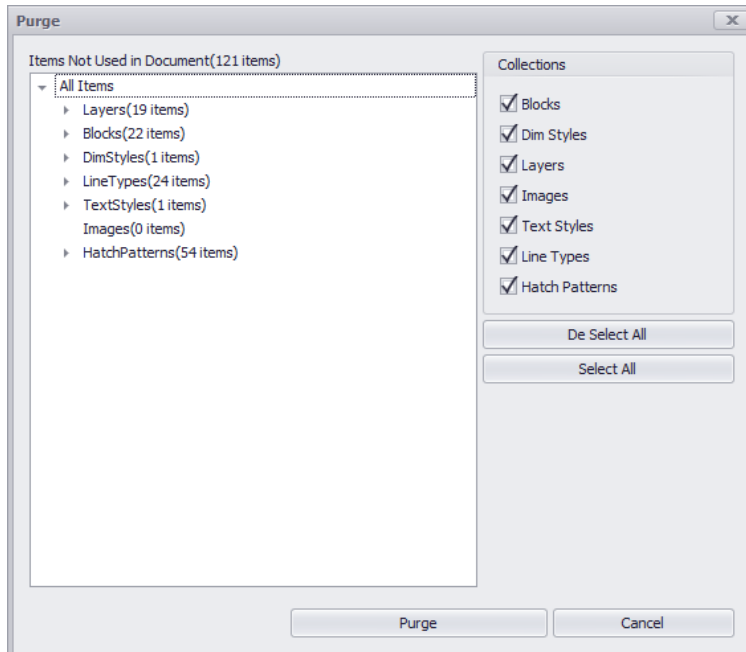 Purge
Items Not Used in Document(121 items)
All Items
Layers(19 items)
Blocks(22 items)
DimStyles(1 items)
LineTypes(24 items)
TextStyles(1 items)
Images(0 items)
HatchPatterns(54 items)
Collections
Blocks
Dim Styles
Layers
Images
Text Styles
Line Types
Hatch Patterns
De Select All
Select All
Purge
Cancel